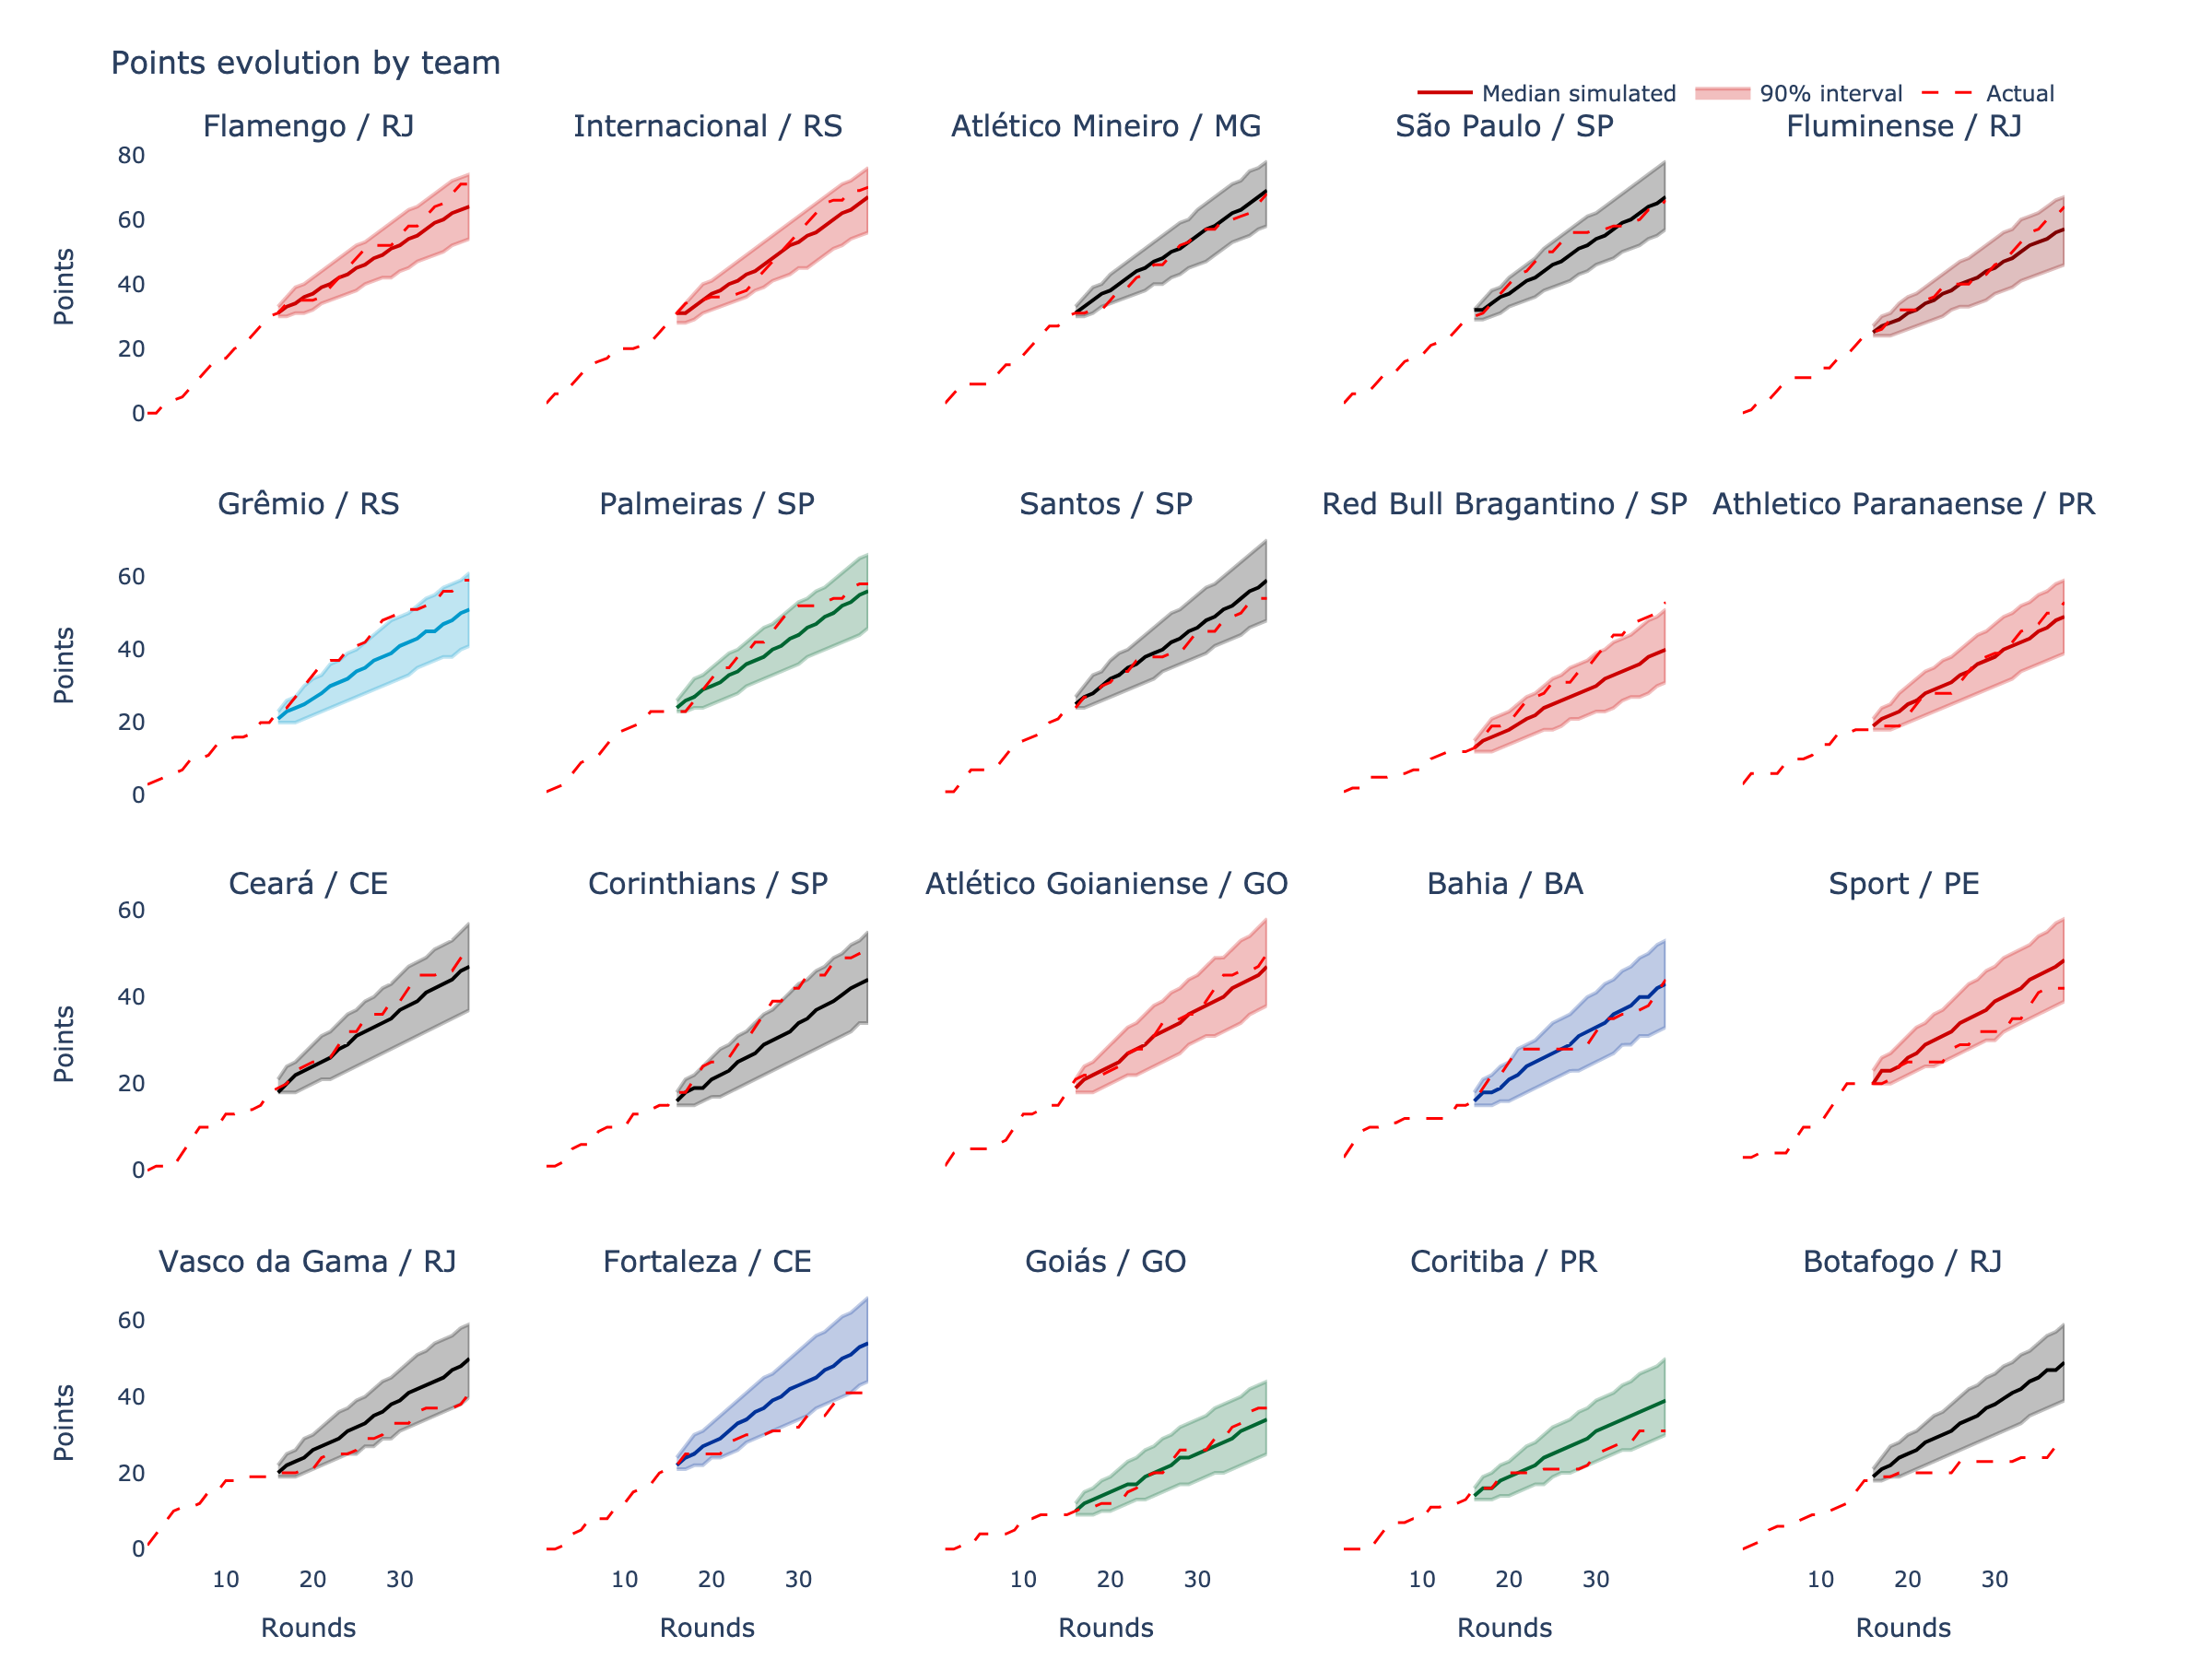 Points evolution by team
Median simulated 90% interval Actual
Flamengo / RJ Internacional / RS Atlético Mineiro / MG São Paulo / SP Fluminense / RJ
80
60
40
20
0
Points
Grêmio / RS Palmeiras / SP Santos / SP Red Bull Bragantino / SP Athletico Paranaense / PR
60
40
20
0
Points
Ceará / CE Corinthians / SP Atlético Goianiense / GO Bahia / BA Sport / PE
60
40
20
0
Points
Vasco da Gama / RJ Fortaleza / CE Goiás / GO Coritiba / PR Botafogo / RJ
60
40
20
0
Points
10 20 30 10 20 30 10 20 30 10 20 30 10 20 30
Rounds Rounds Rounds Rounds Rounds